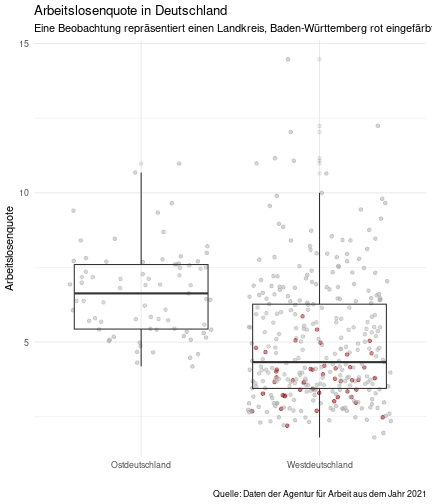 Arbeitslosenquote in Deutschland
Eine Beobachtung repräsentiert einen Landkreis, Baden-Württemberg rot eingefärbt
Arbeitslosenquote
15
10
5
Ostdeutschland
Westdeutschland
Quelle: Daten der Agentur für Arbeit aus dem Jahr 2021